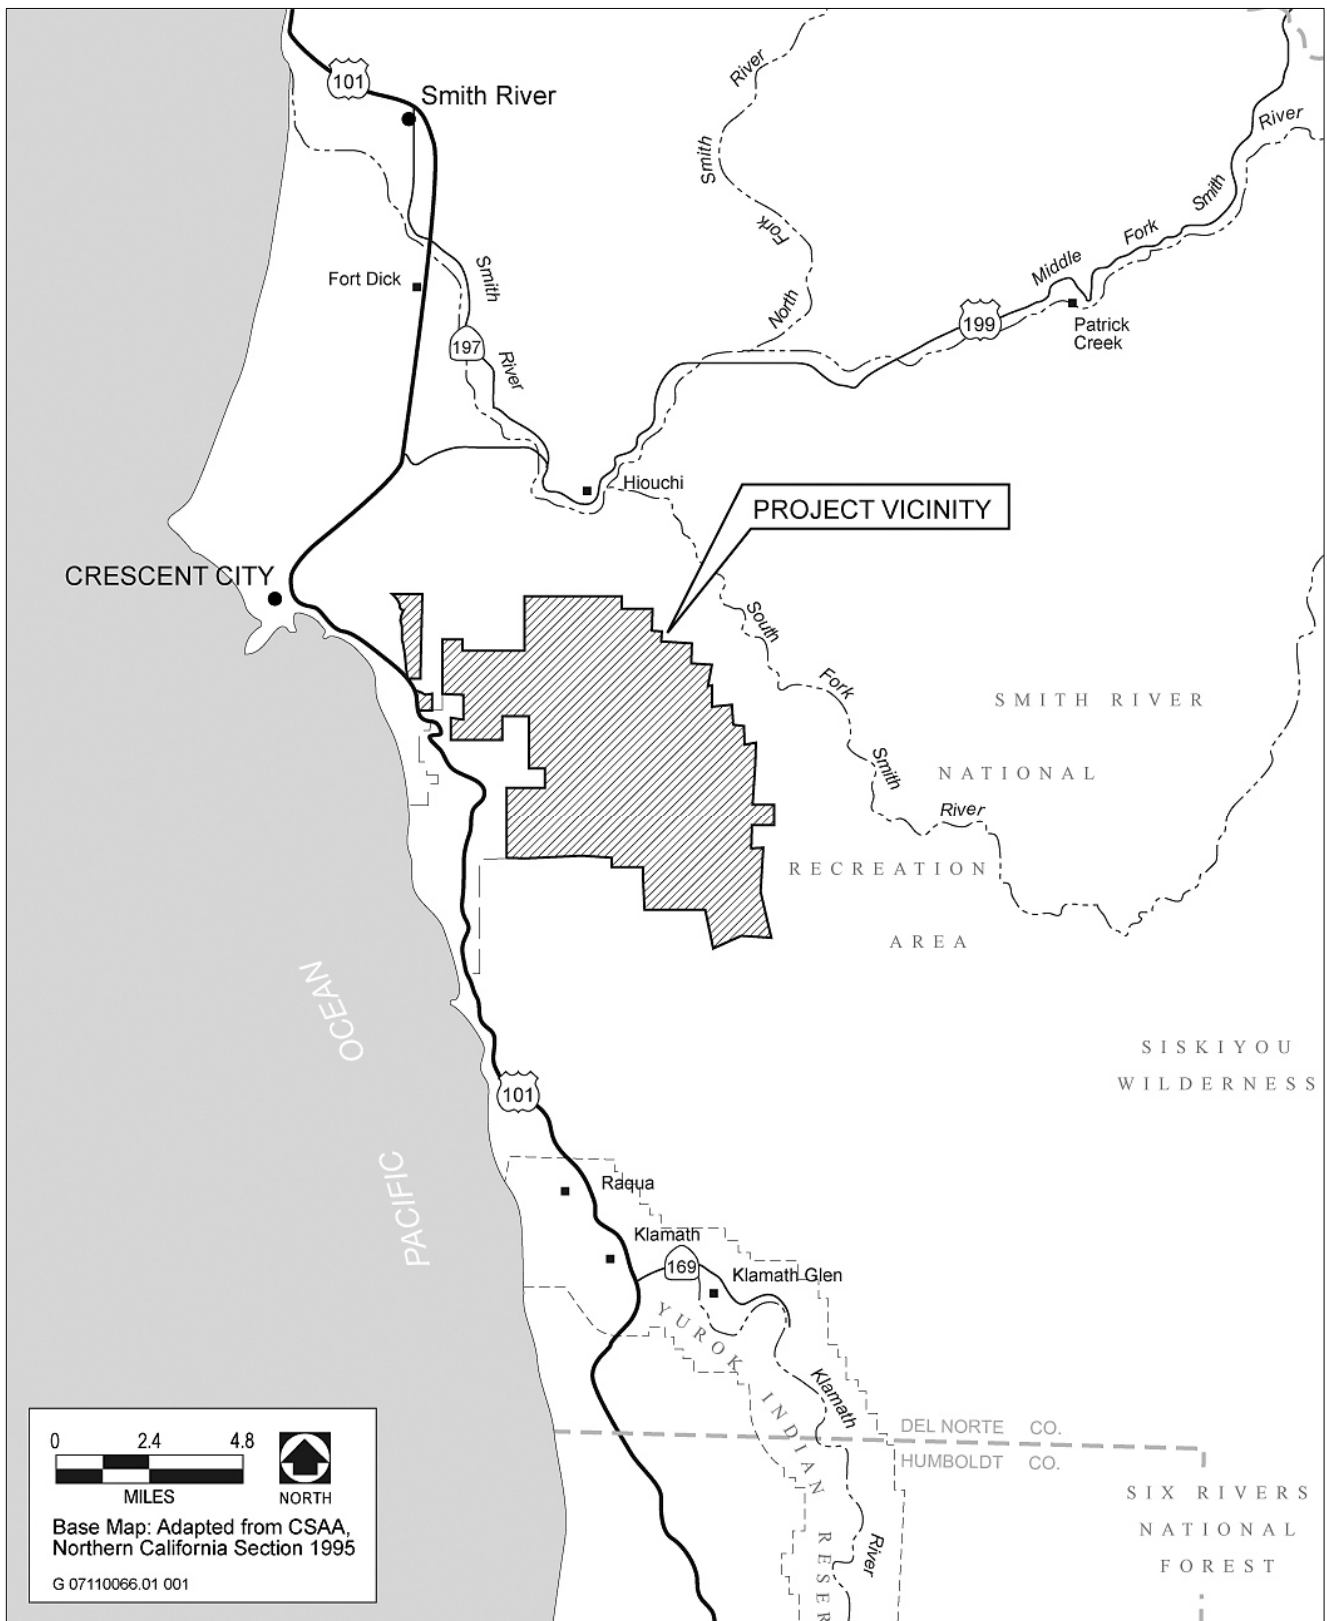 101
Smith River
River
Smith
Fork
North
River
Smith
Fork
Middle
Fort Dick
Smith
197
River
199
Patrick
Creek
Hiouchi
PROJECT VICINITY
CRESCENT CITY
South
Fork
Smith
River
SMITH RIVER
NATIONAL
RECREATION
AREA
OCEAN
PACIFIC
SISKIYOU
WILDERNESS
101
Raqua
Klamath
169
Klamath Glen
YUROK
INDIAN
RESER
Klamath
River
DEL NORTE CO.
HUMBOLDT CO.
SIX RIVERS
NATIONAL
FOREST
0 2.4 4.8
MILES
NORTH
Base Map: Adapted from CSAA,
Northern California Section 1995
G 07110066.01 001